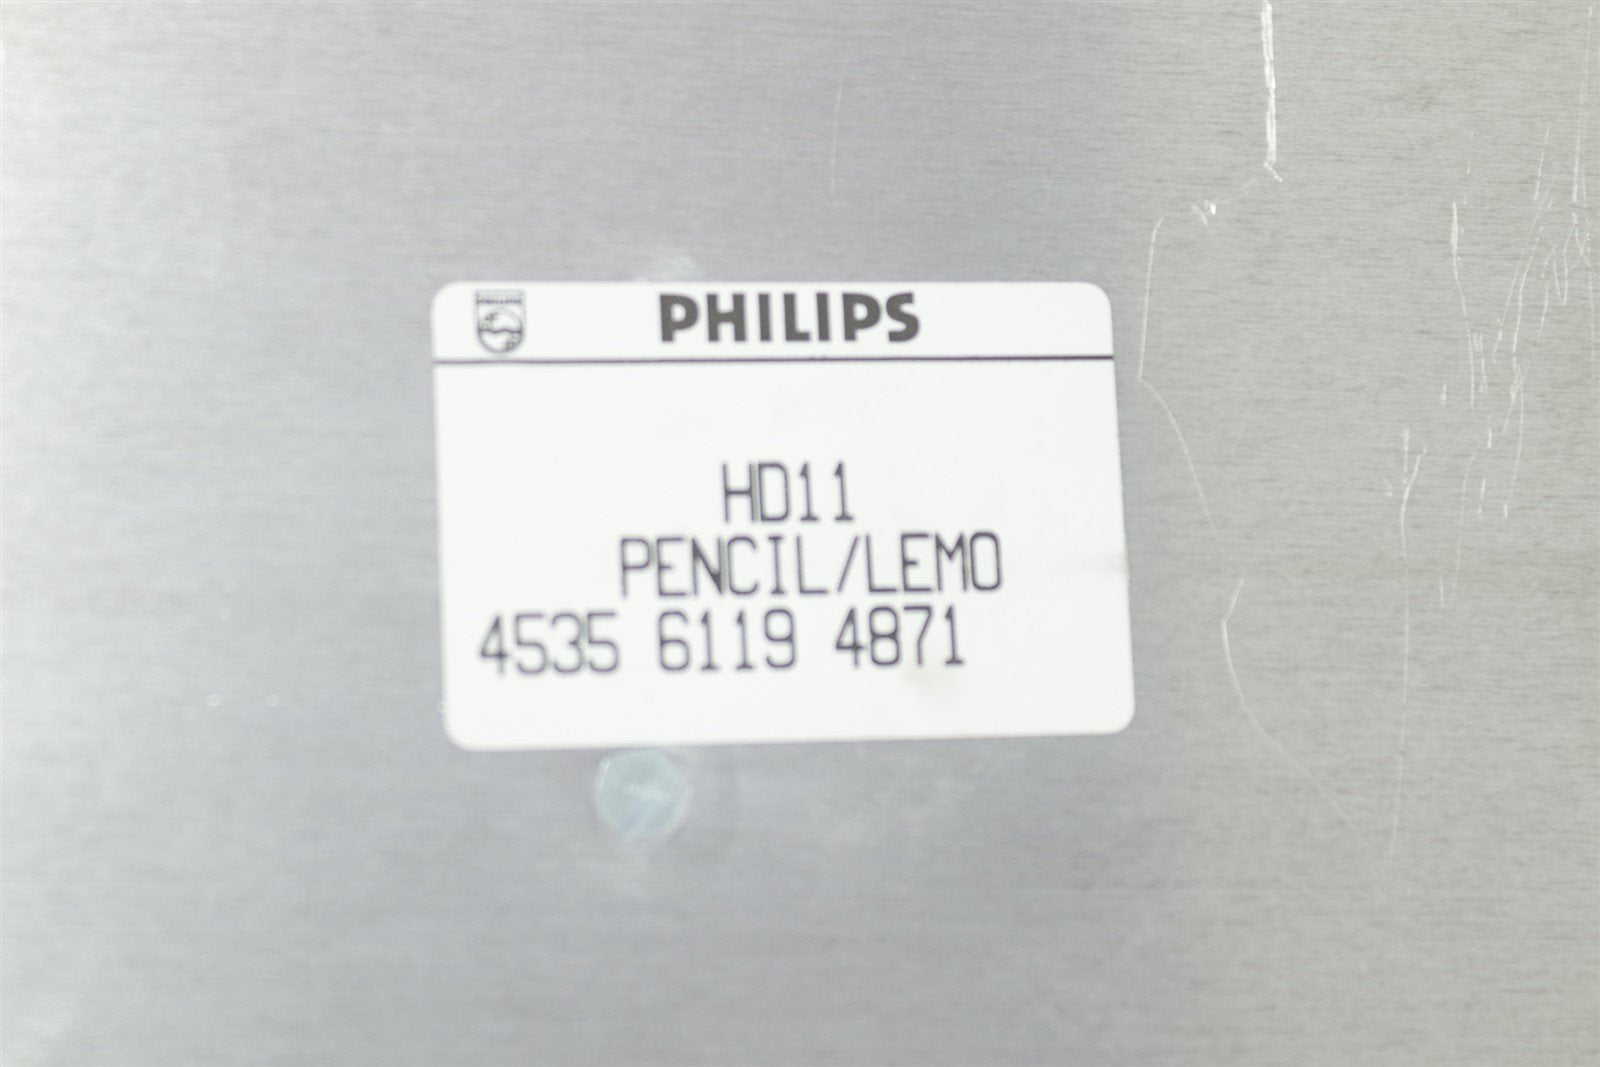 PHILIPS
HD11
PENCIL/LEMO
4535 6119 4871